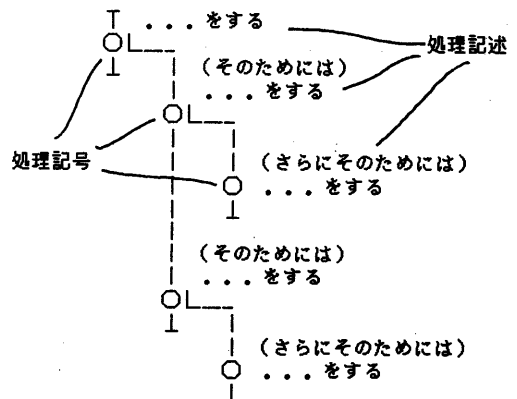 ...をする
処理記述
(そのためには)
...をする
処理記号
(さらにそのためには)
...をする
(そのためには)
...をする
(さらにそのためには)
...をする